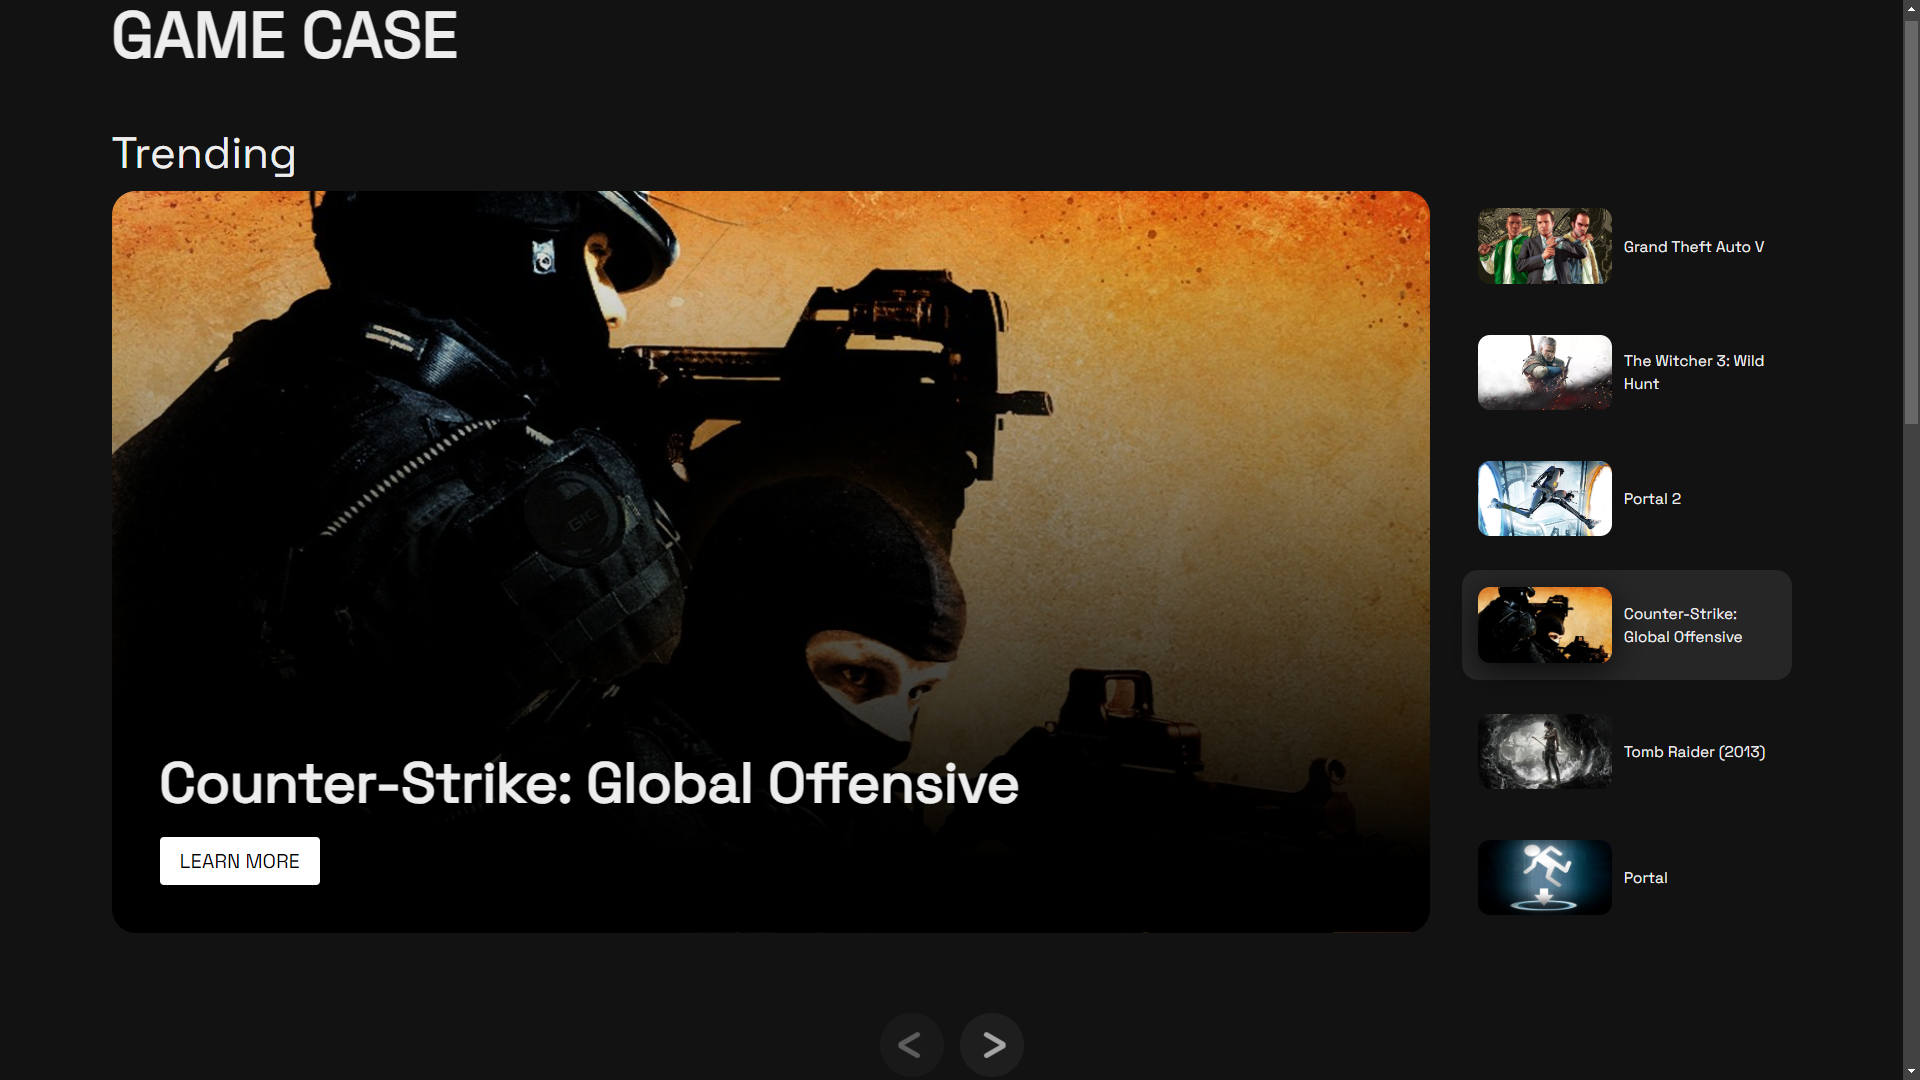 GAME CASE
Trending
Counter-Strike: Global Offensive
LEARN MORE
Grand Theft Auto V
The Witcher 3: Wild
Hunt
Portal 2
Counter-Strike:
Global Offensive
Tomb Raider (2013)
Portal
< >